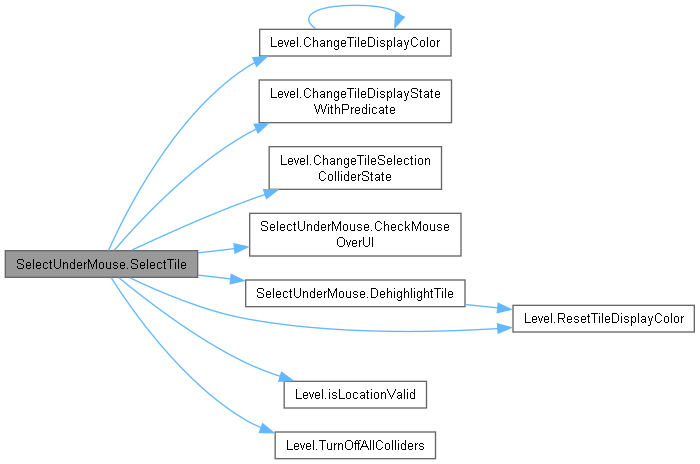 Level.ChangeTileDisplayColor
Level.ChangeTileDisplayState
WithPredicate
Level.ChangeTileSelection
ColliderState
SelectUnderMouse.CheckMouse
OverUI
SelectUnderMouse.SelectTile
SelectUnderMouse.DehighlightTile
Level.ResetTileDisplayColor
Level.isLocationValid
Level.TurnOffAllColliders